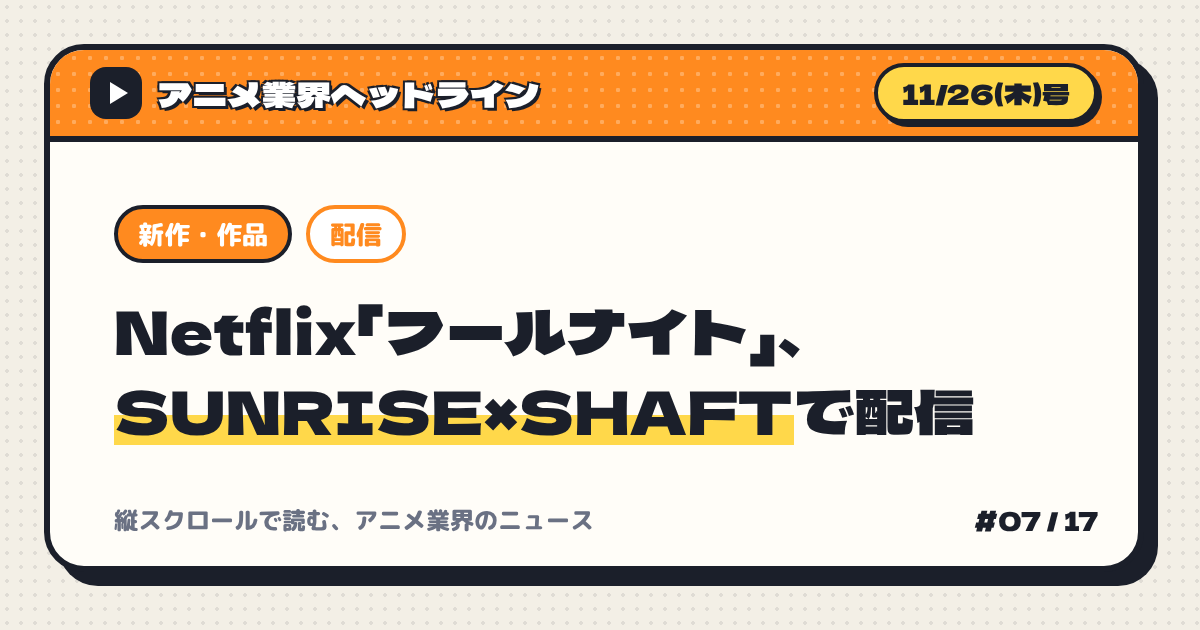 アニメ業界ヘッドライン
11/26(木)号
新作・作品
配信
Netflix「フールナイト」、
SUNRISE×SHAFTで配信
縦スクロールで読む、アニメ業界のニュース
#07 / 17